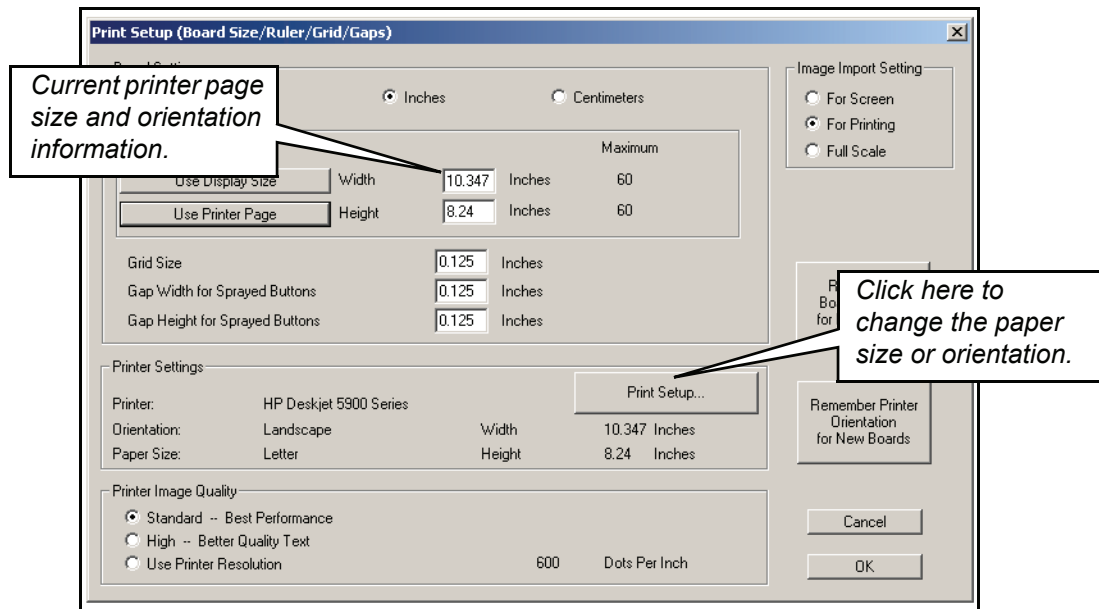 Print Setup (Board Size/Ruler/Grid/Gaps)
Current printer page
size and orientation
information.
Inches
Centimeters
Maximum
Use Display Size Width 10.347 Inches 60
Use Printer Page Height 8.24 Inches 60
Grid Size 0.125 Inches
Gap Width for Sprayed Buttons 0.125 Inches
Gap Height for Sprayed Buttons 0.125 Inches
Image Import Setting
For Screen
For Printing
Full Scale
Click here to
change the paper
size or orientation.
Printer Settings
Print Setup...
Printer: HP Deskjet 5900 Series
Orientation: Landscape Width 10.347 Inches
Paper Size: Letter Height 8.24 Inches
Remember Printer
Orientation
for New Boards
Printer Image Quality
Standard -- Best Performance
High -- Better Quality Text
Use Printer Resolution 600 Dots Per Inch
Cancel
OK